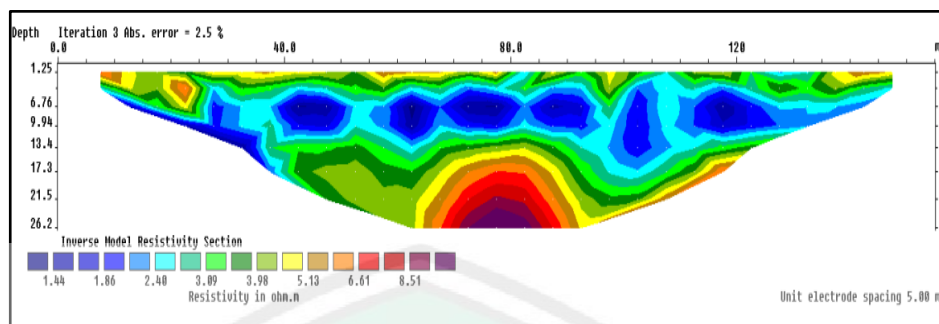 Depth Iteration 3 Abs. error = 2.5 %
0.0 40.0 80.0 120 m
1.25
6.76
9.94
13.4
17.3
21.5
26.2
Inverse Model Resistivity Section
1.44 1.86 2.40 3.09 3.98 5.13 6.61 8.51
Resistivity in ohm.m Unit electrode spacing 5.00 m